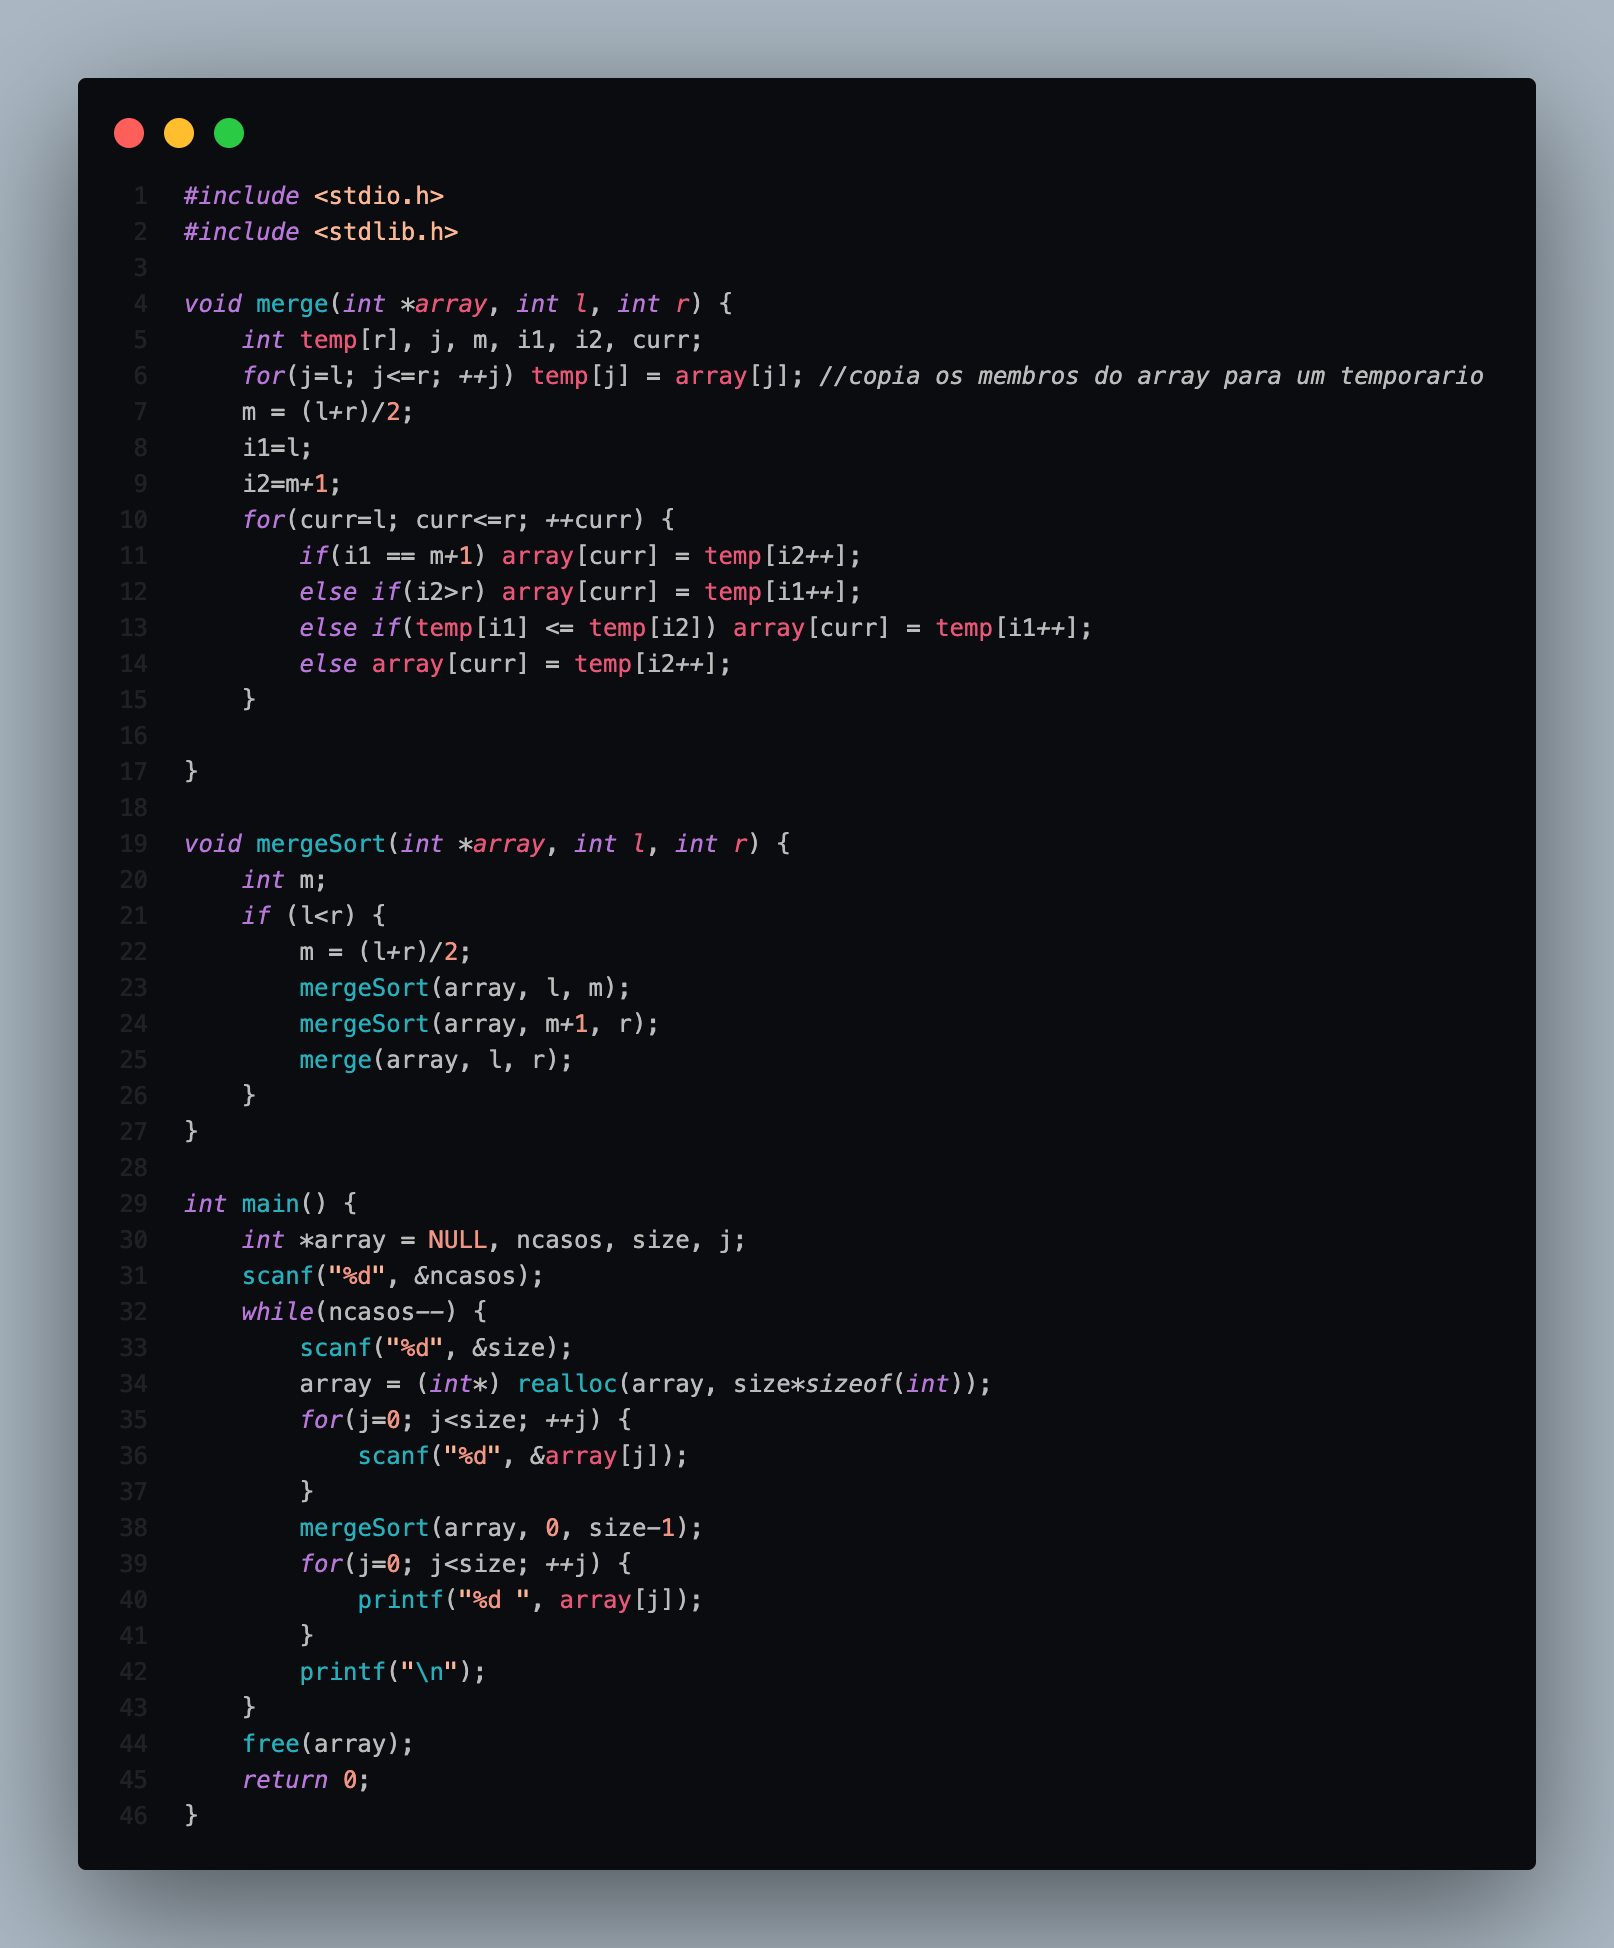 1 #include <stdio.h>
2 #include <stdlib.h>
3
4 void merge(int *array, int l, int r) {
5     int temp[r], j, m, i1, i2, curr;
6     for(j=l; j<=r; ++j) temp[j] = array[j]; //copia os membros do array para um temporario
7     m = (l+r)/2;
8     i1=l;
9     i2=m+1;
10     for(curr=l; curr<=r; ++curr) {
11         if(i1 == m+1) array[curr] = temp[i2++];
12         else if(i2>r) array[curr] = temp[i1++];
13         else if(temp[i1] <= temp[i2]) array[curr] = temp[i1++];
14         else array[curr] = temp[i2++];
15     }
16
17 }
18
19 void mergeSort(int *array, int l, int r) {
20     int m;
21     if (l<r) {
22         m = (l+r)/2;
23         mergeSort(array, l, m);
24         mergeSort(array, m+1, r);
25         merge(array, l, r);
26     }
27 }
28
29 int main() {
30     int *array = NULL, ncasos, size, j;
31     scanf("%d", &ncasos);
32     while(ncasos--) {
33         scanf("%d", &size);
34         array = (int*) realloc(array, size*sizeof(int));
35         for(j=0; j<size; ++j) {
36             scanf("%d", &array[j]);
37         }
38         mergeSort(array, 0, size-1);
39         for(j=0; j<size; ++j) {
40             printf("%d ", array[j]);
41         }
42         printf("\n");
43     }
44     free(array);
45     return 0;
46 }